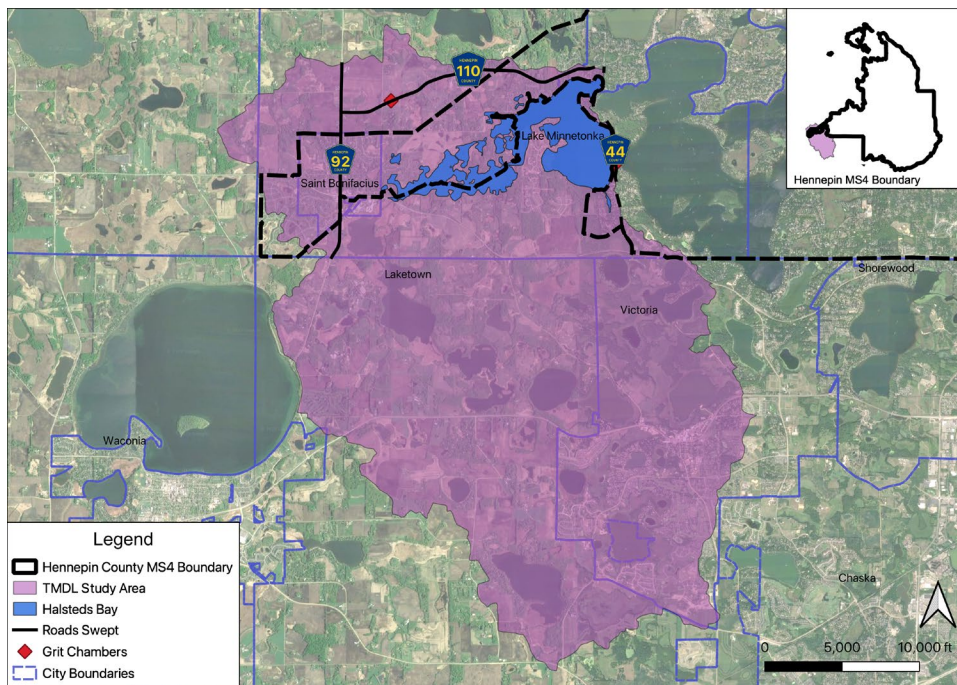 HENNEPIN
110
COUNTY
Lake Minnetonka
HENNEPIN
44
COUNTY
HENNEPIN
92
COUNTY
Saint Bonifacius
Hennepin MS4 Boundary
Laketown
Shorewood
Victoria
Waconia
Chaska
Legend
Hennepin County MS4 Boundary
TMDL Study Area
Halsteds Bay
Roads Swept
Grit Chambers
City Boundaries
0 5,000 10,000 ft